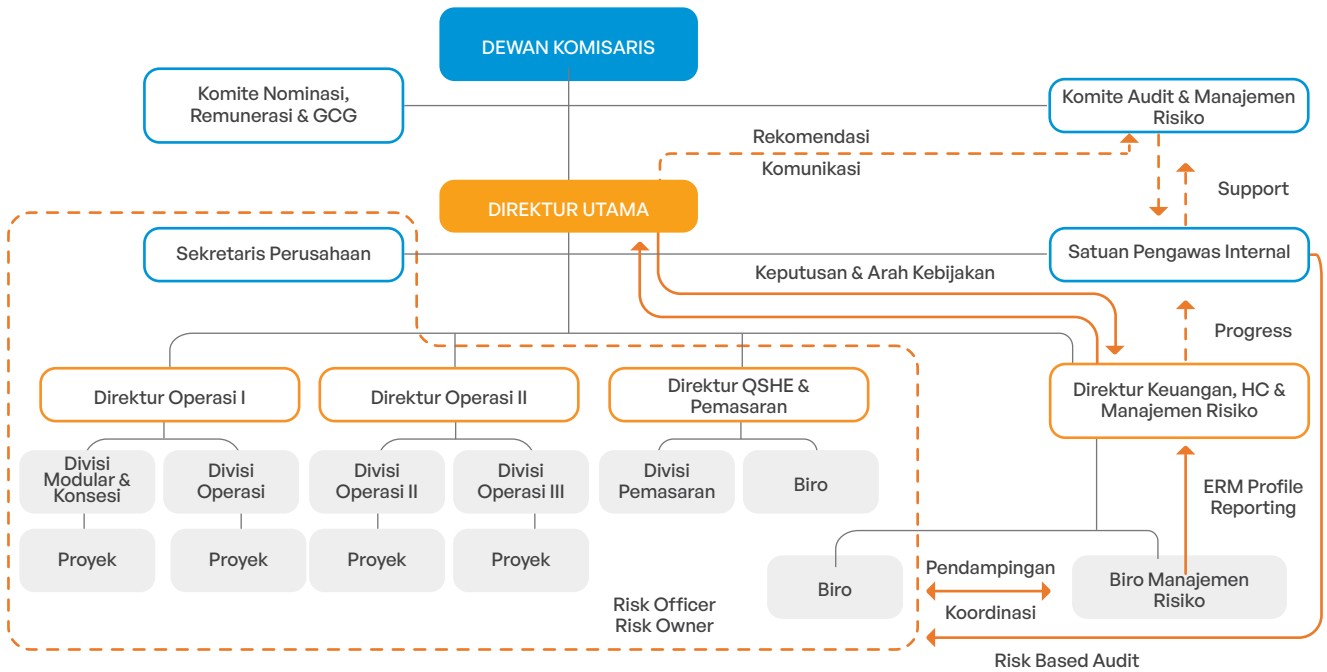 DEWAN KOMISARIS
Komite Nominasi,
Remunerasi & GCG
Komite Audit & Manajemen
Risiko
Rekomendasi
Komunikasi
Support
DIREKTUR UTAMA
Sekretaris Perusahaan
Satuan Pengawas Internal
Keputusan & Arah Kebijakan
Progress
Direktur Operasi I
Direktur Operasi II
Direktur QSHE &
Pemasaran
Direktur Keuangan, HC &
Manajemen Risiko
Divisi
Modular &
Konsesi
Divisi
Operasi
Divisi
Operasi II
Divisi
Operasi III
Divisi
Pemasaran
Biro
ERM Profile
Reporting
Proyek
Proyek
Proyek
Proyek
Biro
Pendampingan
Koordinasi
Biro Manajemen
Risiko
Risk Officer
Risk Owner
Risk Based Audit